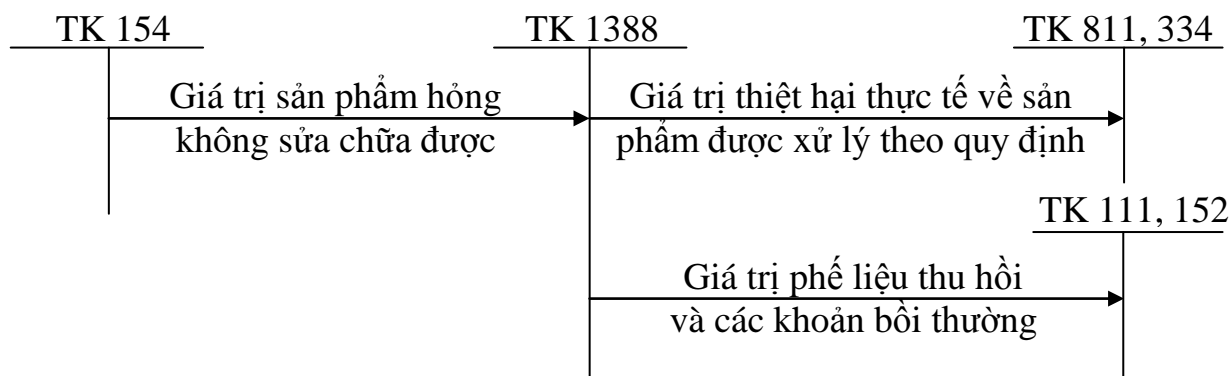 TK 154
TK 1388
TK 811, 334
Giá trị sản phẩm hỏng
không sửa chữa được
Giá trị thiệt hại thực tế về sản
phẩm được xử lý theo quy định
TK 111, 152
Giá trị phế liệu thu hồi
và các khoản bồi thường